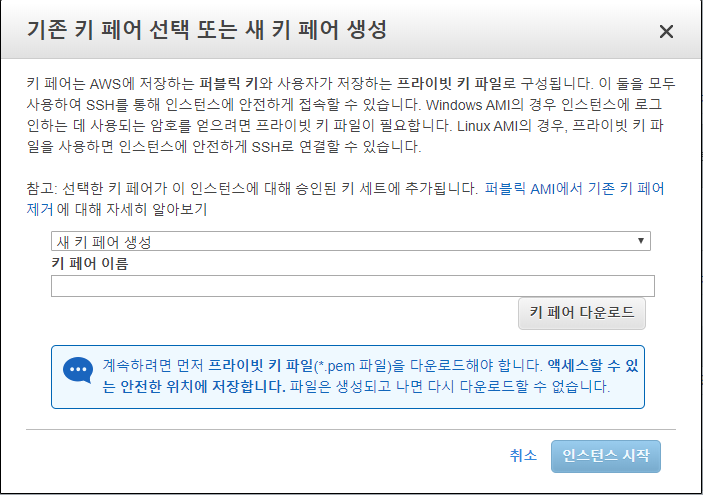 기존 키 페어 선택 또는 새 키 페어 생성
키 페어는 AWS에 저장하는 퍼블릭 키와 사용자가 저장하는 프라이빗 키 파일로 구성됩니다. 이 둘을 모두
사용하여 SSH를 통해 인스턴스에 안전하게 접속할 수 있습니다. Windows AMI의 경우 인스턴스에 로그
인하는 데 사용되는 암호를 얻으려면 프라이빗 키 파일이 필요합니다. Linux AMI의 경우, 프라이빗 키 파
일을 사용하면 인스턴스에 안전하게 SSH로 연결할 수 있습니다.
참고: 선택한 키 페어가 이 인스턴스에 대해 승인된 키 세트에 추가됩니다. 퍼블릭 AMI에서 기존 키 페어
제거 에 대해 자세히 알아보기
새 키 페어 생성
키 페어 이름
키 페어 다운로드
계속하려면 먼저 프라이빗 키 파일(*.pem 파일)을 다운로드해야 합니다. 액세스할 수 있
는 안전한 위치에 저장합니다. 파일은 생성되고 나면 다시 다운로드할 수 없습니다.
취소 인스턴스 시작